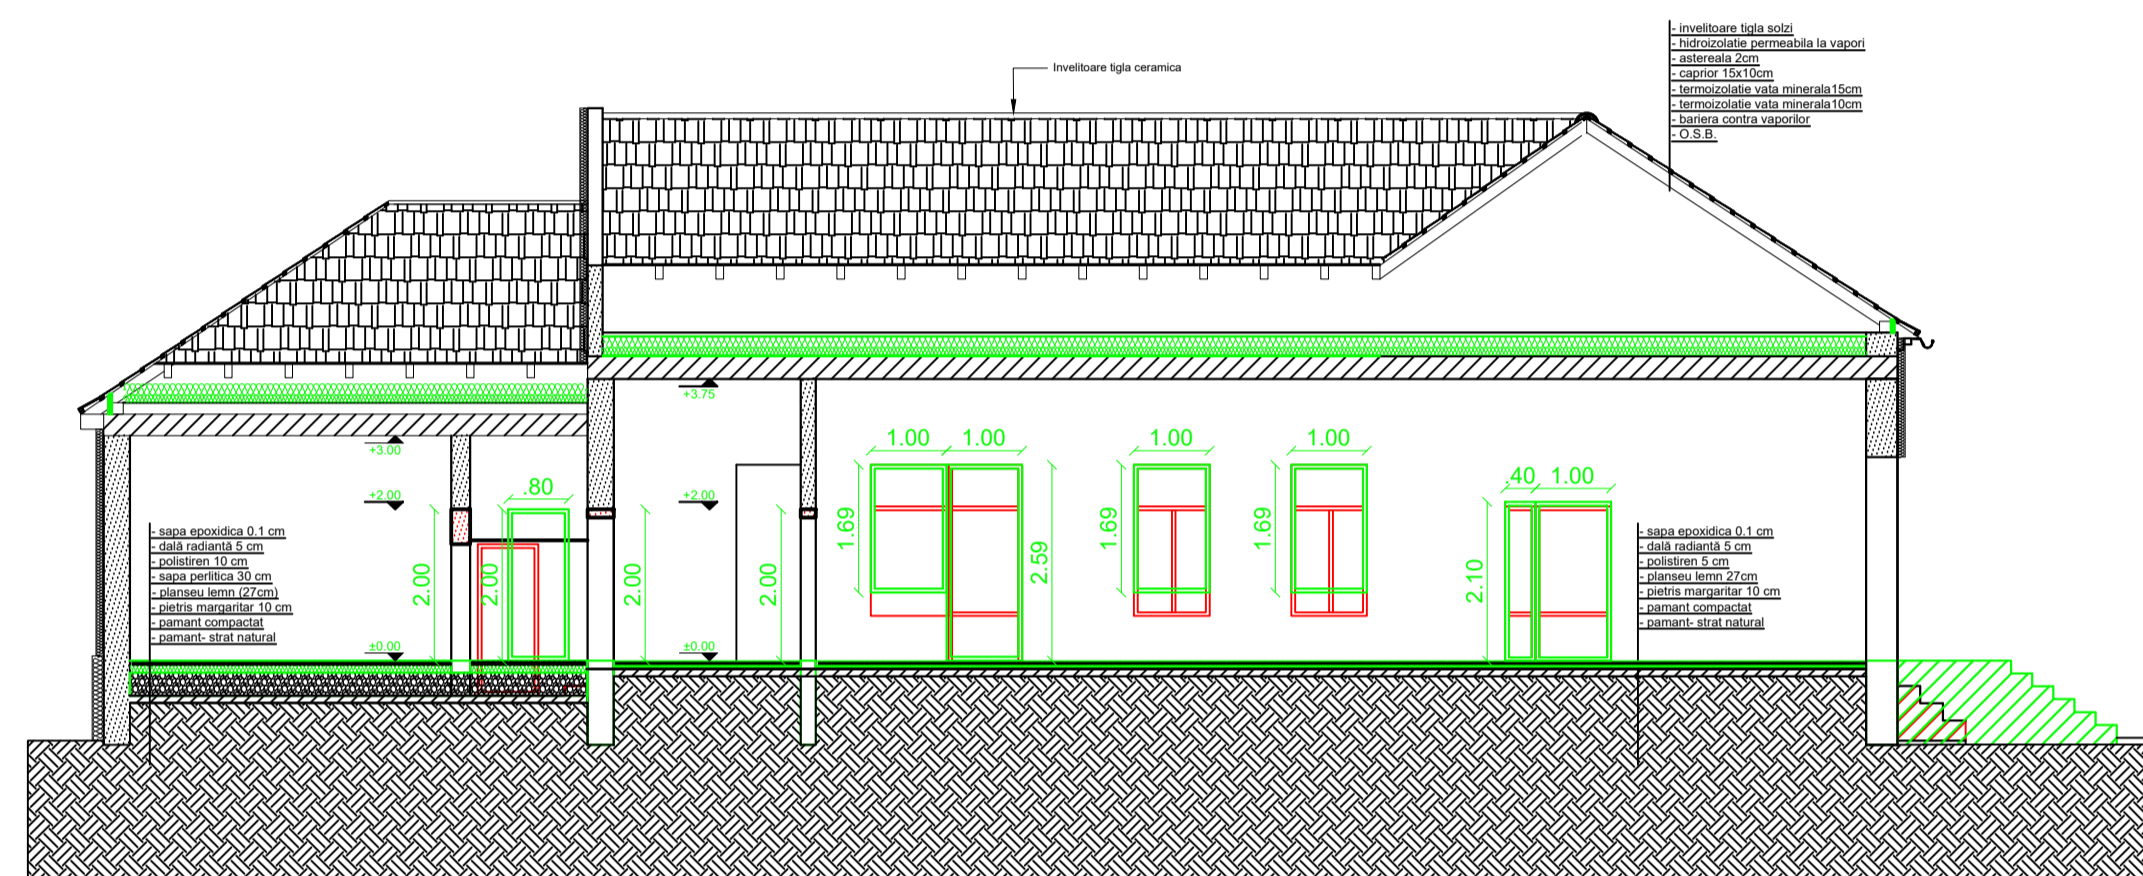 - invelitoare tigla solzi
- hidroizolatie permeabila la vapori
- astereala 2cm
- caprior 15x10cm
- termoizolatie vata minerala15cm
- termoizolatie vata minerala10cm
- bariera contra vaporilor
- O.S.B.
Invelitoare tigla ceramica
+3.75
+3.00
1.00 1.00
1.00
1.00
.40 1.00
.80
+2.00
+2.00
1.69
1.69
1.69
2.59
2.10
2.00
2.00
2.00
2.00
- sapa epoxidica 0.1 cm
- dală radiantă 5 cm
- polistiren 10 cm
- sapa perlitica 30 cm
- planseu lemn (27cm)
- pietris margaritar 10 cm
- pamant compactat
- pamant- strat natural
- sapa epoxidica 0.1 cm
- dală radiantă 5 cm
- polistiren 5 cm
- planseu lemn 27cm
- pietris margaritar 10 cm
- pamant compactat
- pamant- strat natural
±0.00
±0.00